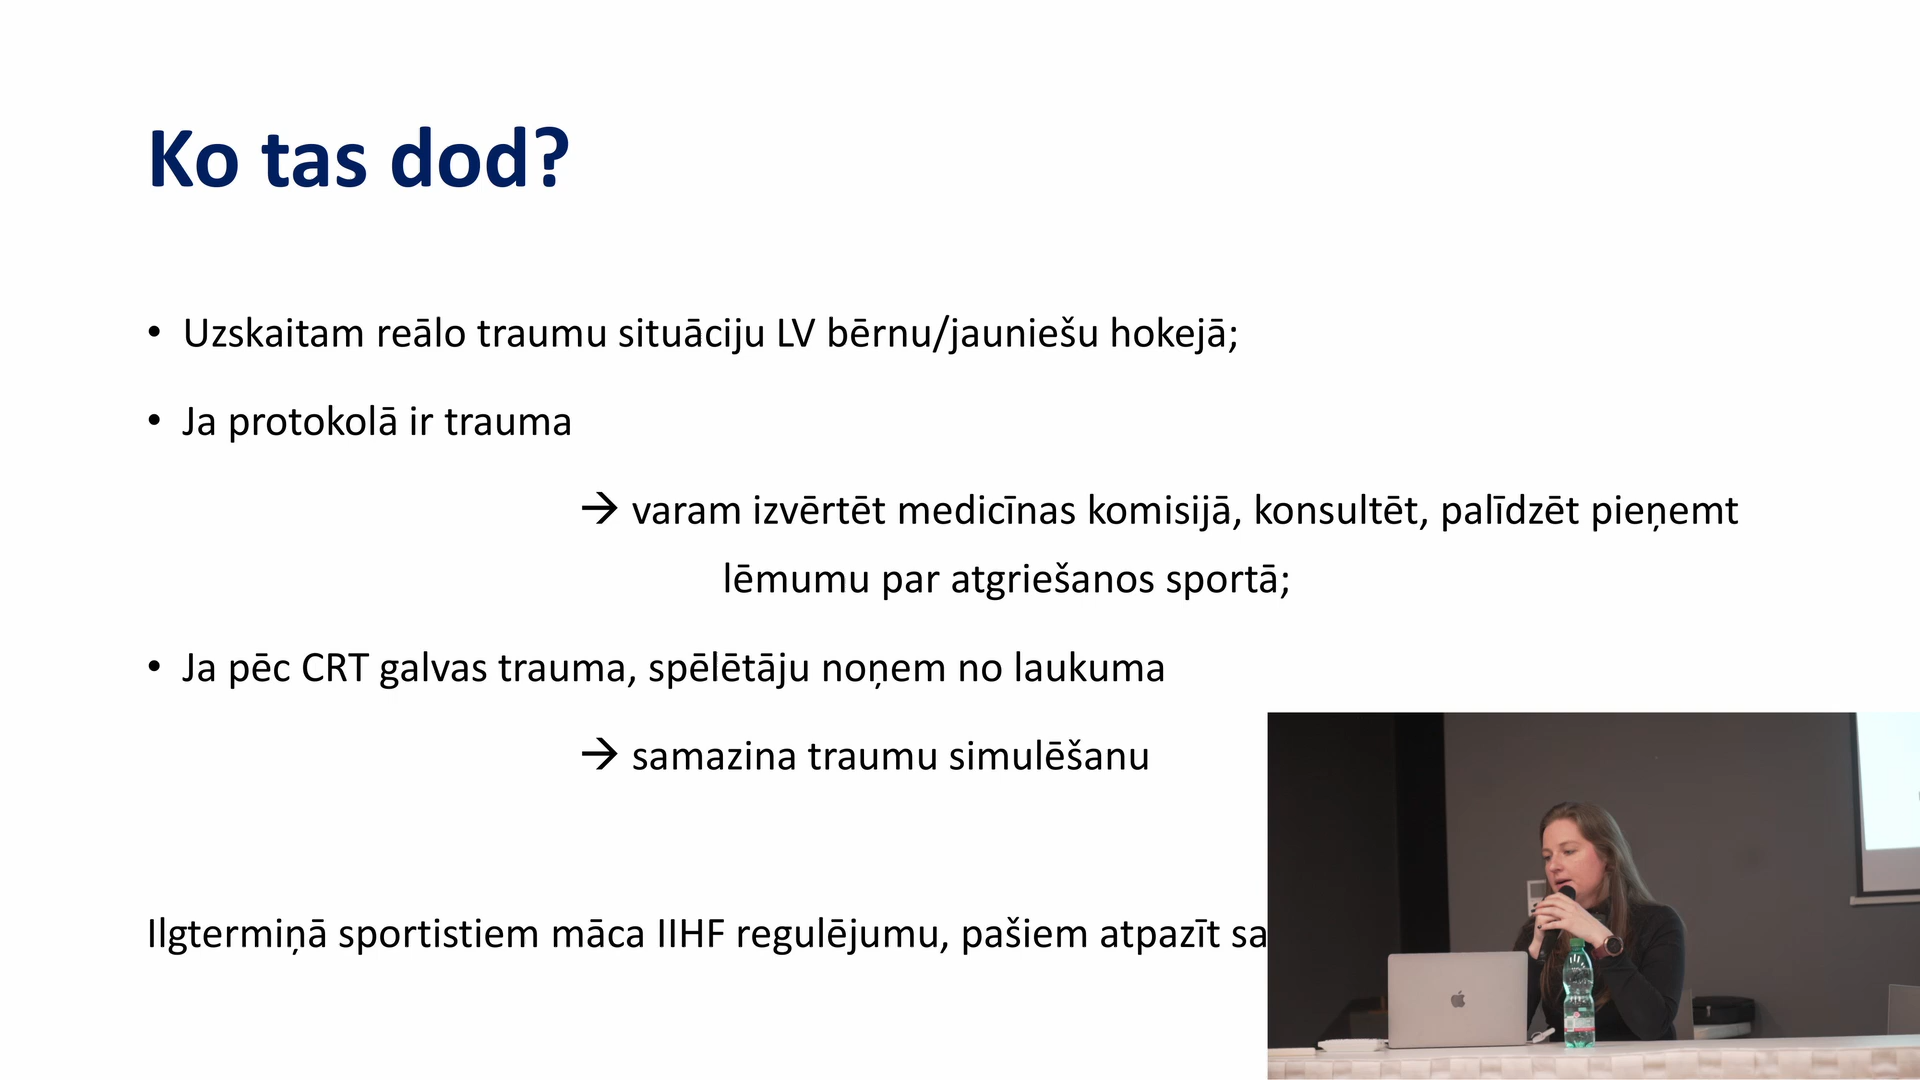 Ko tas dod?
• Uzskaitam reālo traumu situāciju LV bērnu/jauniešu hokejā;
• Ja protokolā ir trauma
→ varam izvērtēt medicīnas komisijā, konsultēt, palīdzēt pieņemt
lēmumu par atgriešanos sportā;
• Ja pēc CRT galvas trauma, spēlētāju noņem no laukuma
→ samazina traumu simulēšanu
Ilgtermiņā sportistiem māca IIHF regulējumu, pašiem atpazīt